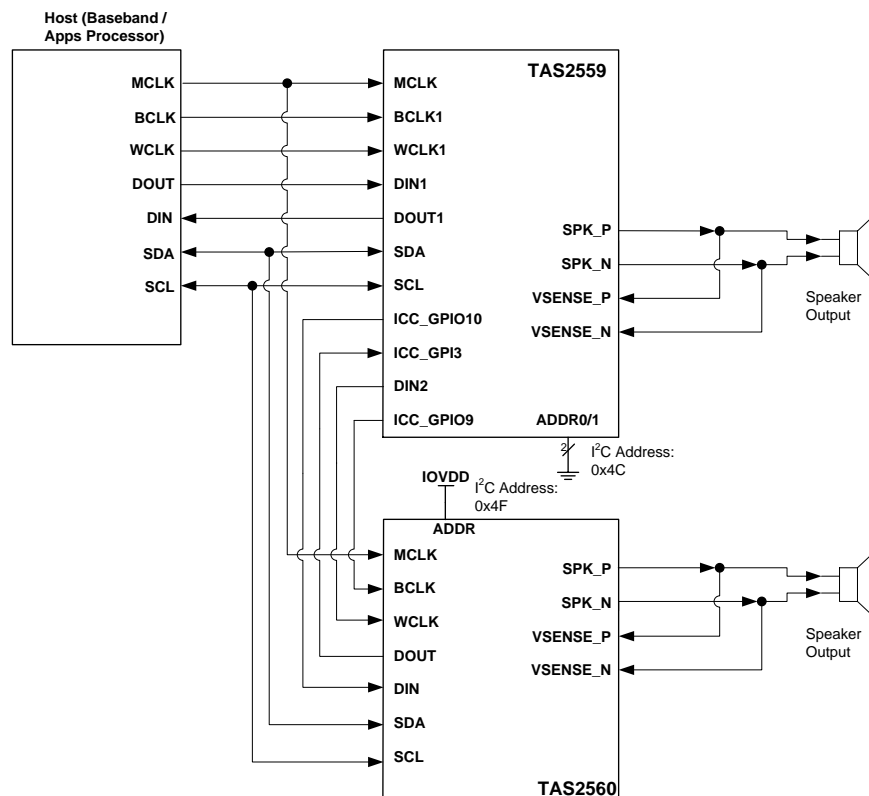 Host (Baseband /
Apps Processor)
MCLK
BCLK
WCLK
DOUT
DIN
SDA
SCL
TAS2559
MCLK
BCLK1
WCLK1
DIN1
DOUT1
SDA
SCL
ICC_GPIO10
ICC_GPI3
DIN2
ICC_GPIO9
SPK_P
SPK_N
VSENSE_P
VSENSE_N
ADDR0/1
Speaker
Output
2
I²C Address:
0x4C
IOVDD
I²C Address:
0x4F
ADDR
MCLK
BCLK
WCLK
DOUT
DIN
SDA
SCL
SPK_P
SPK_N
VSENSE_P
VSENSE_N
Speaker
Output
TAS2560